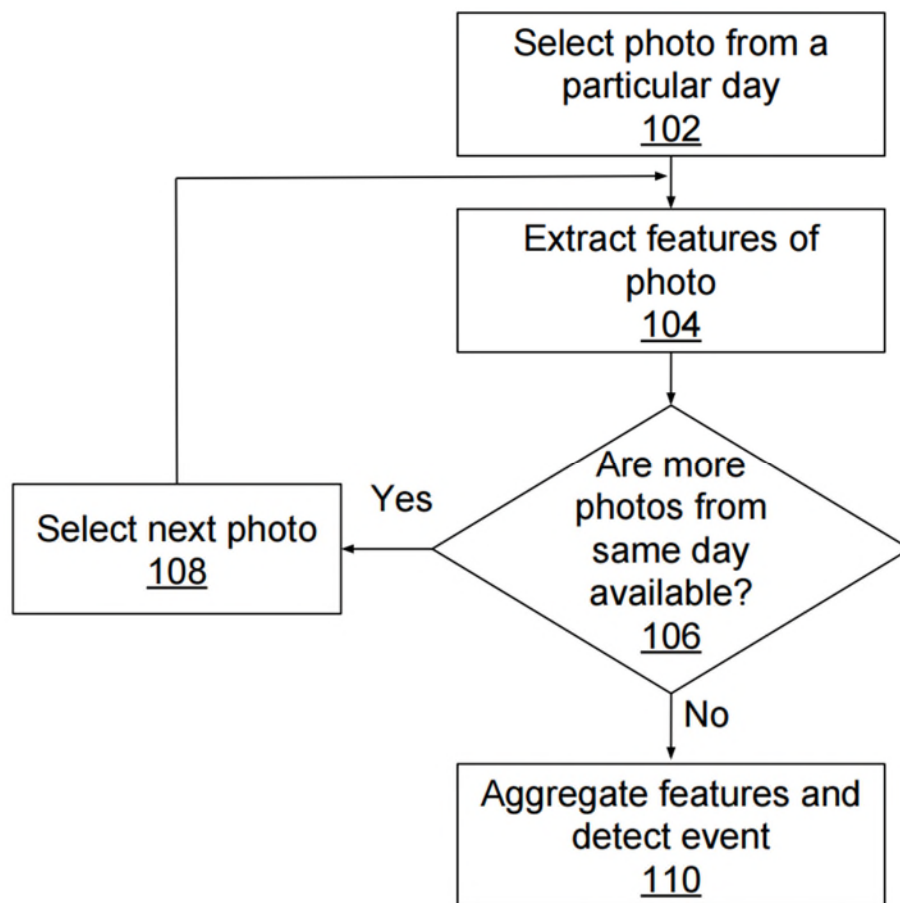 Select photo from a
particular day
102
Extract features of
photo
104
Are more
photos from
same day
available?
106
Yes
Select next photo
108
No
Aggregate features and
detect event
110